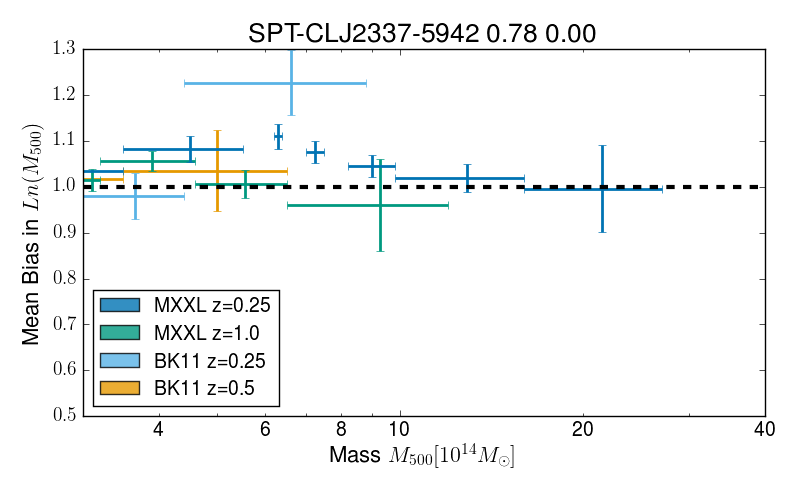 SPT-CLJ2337-5942 0.78 0.00
1.3
1.2
1.1
1.0
0.9
0.8
0.7
0.6
0.5
Mean Bias in Ln(M500)
MXXL z=0.25
MXXL z=1.0
BK11 z=0.25
BK11 z=0.5
4 6 8 10 20 40
Mass M500[10^14 M⊙]